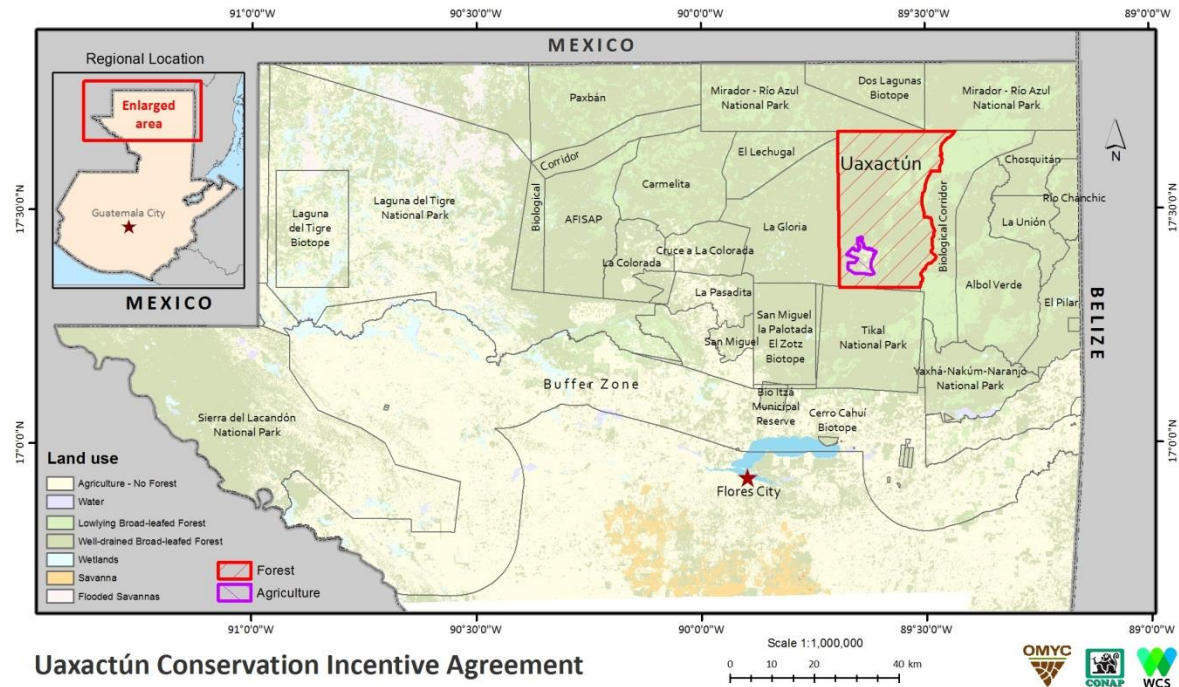 91°0'0"W
90°30'0"W
90°0'0"W
89°30'0"W
89°0'0"W
MEXICO
Regional Location
Enlarged
area
Guatemala City
MEXICO
BELIZE
N
17°30'0"N
17°30'0"N
17°0'0"N
17°0'0"N
Paxbán
Mirador - Río Azul
National Park
Dos Lagunas
Biotope
Mirador - Río Azul
National Park
Corridor
Biological
El Lechugal
Uaxactún
Chosquitán
Río Chanchic
Carmelita
Laguna
del Tigre
Biotope
Laguna del Tigre
National Park
AFISAP
La Gloria
Biological Corridor
La Unión
Cruce a La Colorada
La Colorada
La Pasadita
Albol Verde
El Pilar
San Miguel
San Miguel
la Palotada
El Zotz
Biotope
Tikal
National Park
Yaxhá-Nakúm-Naranjo
National Park
Buffer Zone
Bio Itzá
Municipal
Reserve
Cerro Cahuí
Biotope
Sierra del Lacandón
National Park
Flores City
Land use
Agriculture - No Forest
Water
Lowlying Broad-leafed Forest
Well-drained Broad-leafed Forest
Wetlands
Savanna
Flooded Savannas
Forest
Agriculture
91°0'0"W
90°30'0"W
90°0'0"W
89°30'0"W
89°0'0"W
Uaxactún Conservation Incentive Agreement
Scale 1:1,000,000
0 10 20 40 km
OMYC
CONAP
WCS